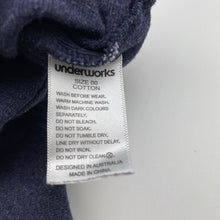 underworks
SIZE 00
COTTON
WASH BEFORE WEAR.
WARM MACHINE WASH.
WASH DARK COLOURS
SEPARATELY.
DO NOT BLEACH.
DO NOT SOAK.
DO NOT TUMBLE DRY.
LINE DRY WITHOUT DELAY.
DO NOT IRON.
DO NOT DRY CLEAN
DESIGNED IN AUSTRALIA
MADE IN CHINA